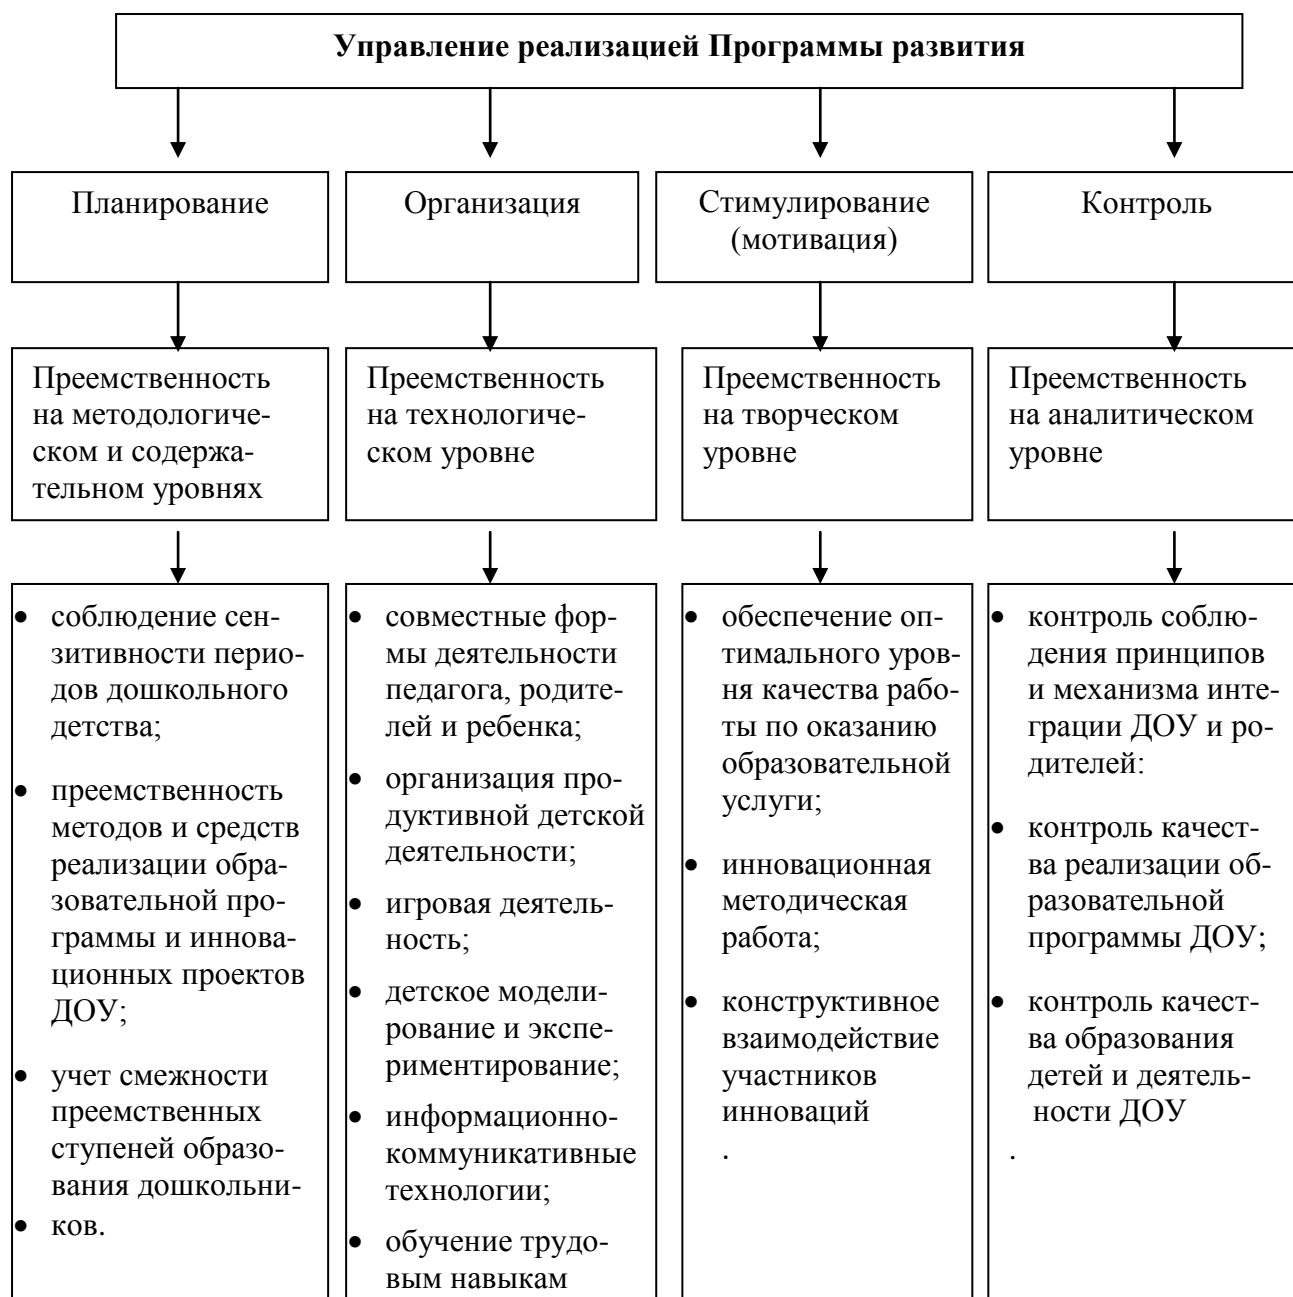 Управление реализацией Программы развития
Планирование
Организация
Стимулирование
(мотивация)
Контроль
Преемственность
на методологиче-
ском и содержа-
тельном уровнях
Преемственность
на технологиче-
ском уровне
Преемственность
на творческом
уровне
Преемственность
на аналитическом
уровне
• соблюдение сен-
зитивности перио-
дов дошкольного
детства;
• преемственность
методов и средств
реализации обра-
зовательной про-
граммы и иннова-
ционных проектов
ДОУ;
• учет смежности
преемственных
ступеней образо-
вания дошкольни-
• ков.
• совместные фор-
мы деятельности
педагога, родите-
лей и ребенка;
• организация про-
дуктивной детской
деятельности;
• игровая деятель-
ность;
• детское модели-
рование и экспе-
риментирование;
• информационно-
коммуникативные
технологии;
• обучение трудо-
вым навыкам
• обеспечение оп-
тимального уров-
ня качества рабо-
ты по оказанию
образовательной
услуги;
• инновационная
методическая
работа;
• конструктивное
взаимодействие
участников
инноваций
.
• контроль соблю-
дения принципов
и механизма инте-
грации ДОУ и ро-
дителей:
• контроль качест-
ва реализации об-
разовательной
программы ДОУ;
• контроль качест-
ва образования
детей и деятель-
ности ДОУ
.